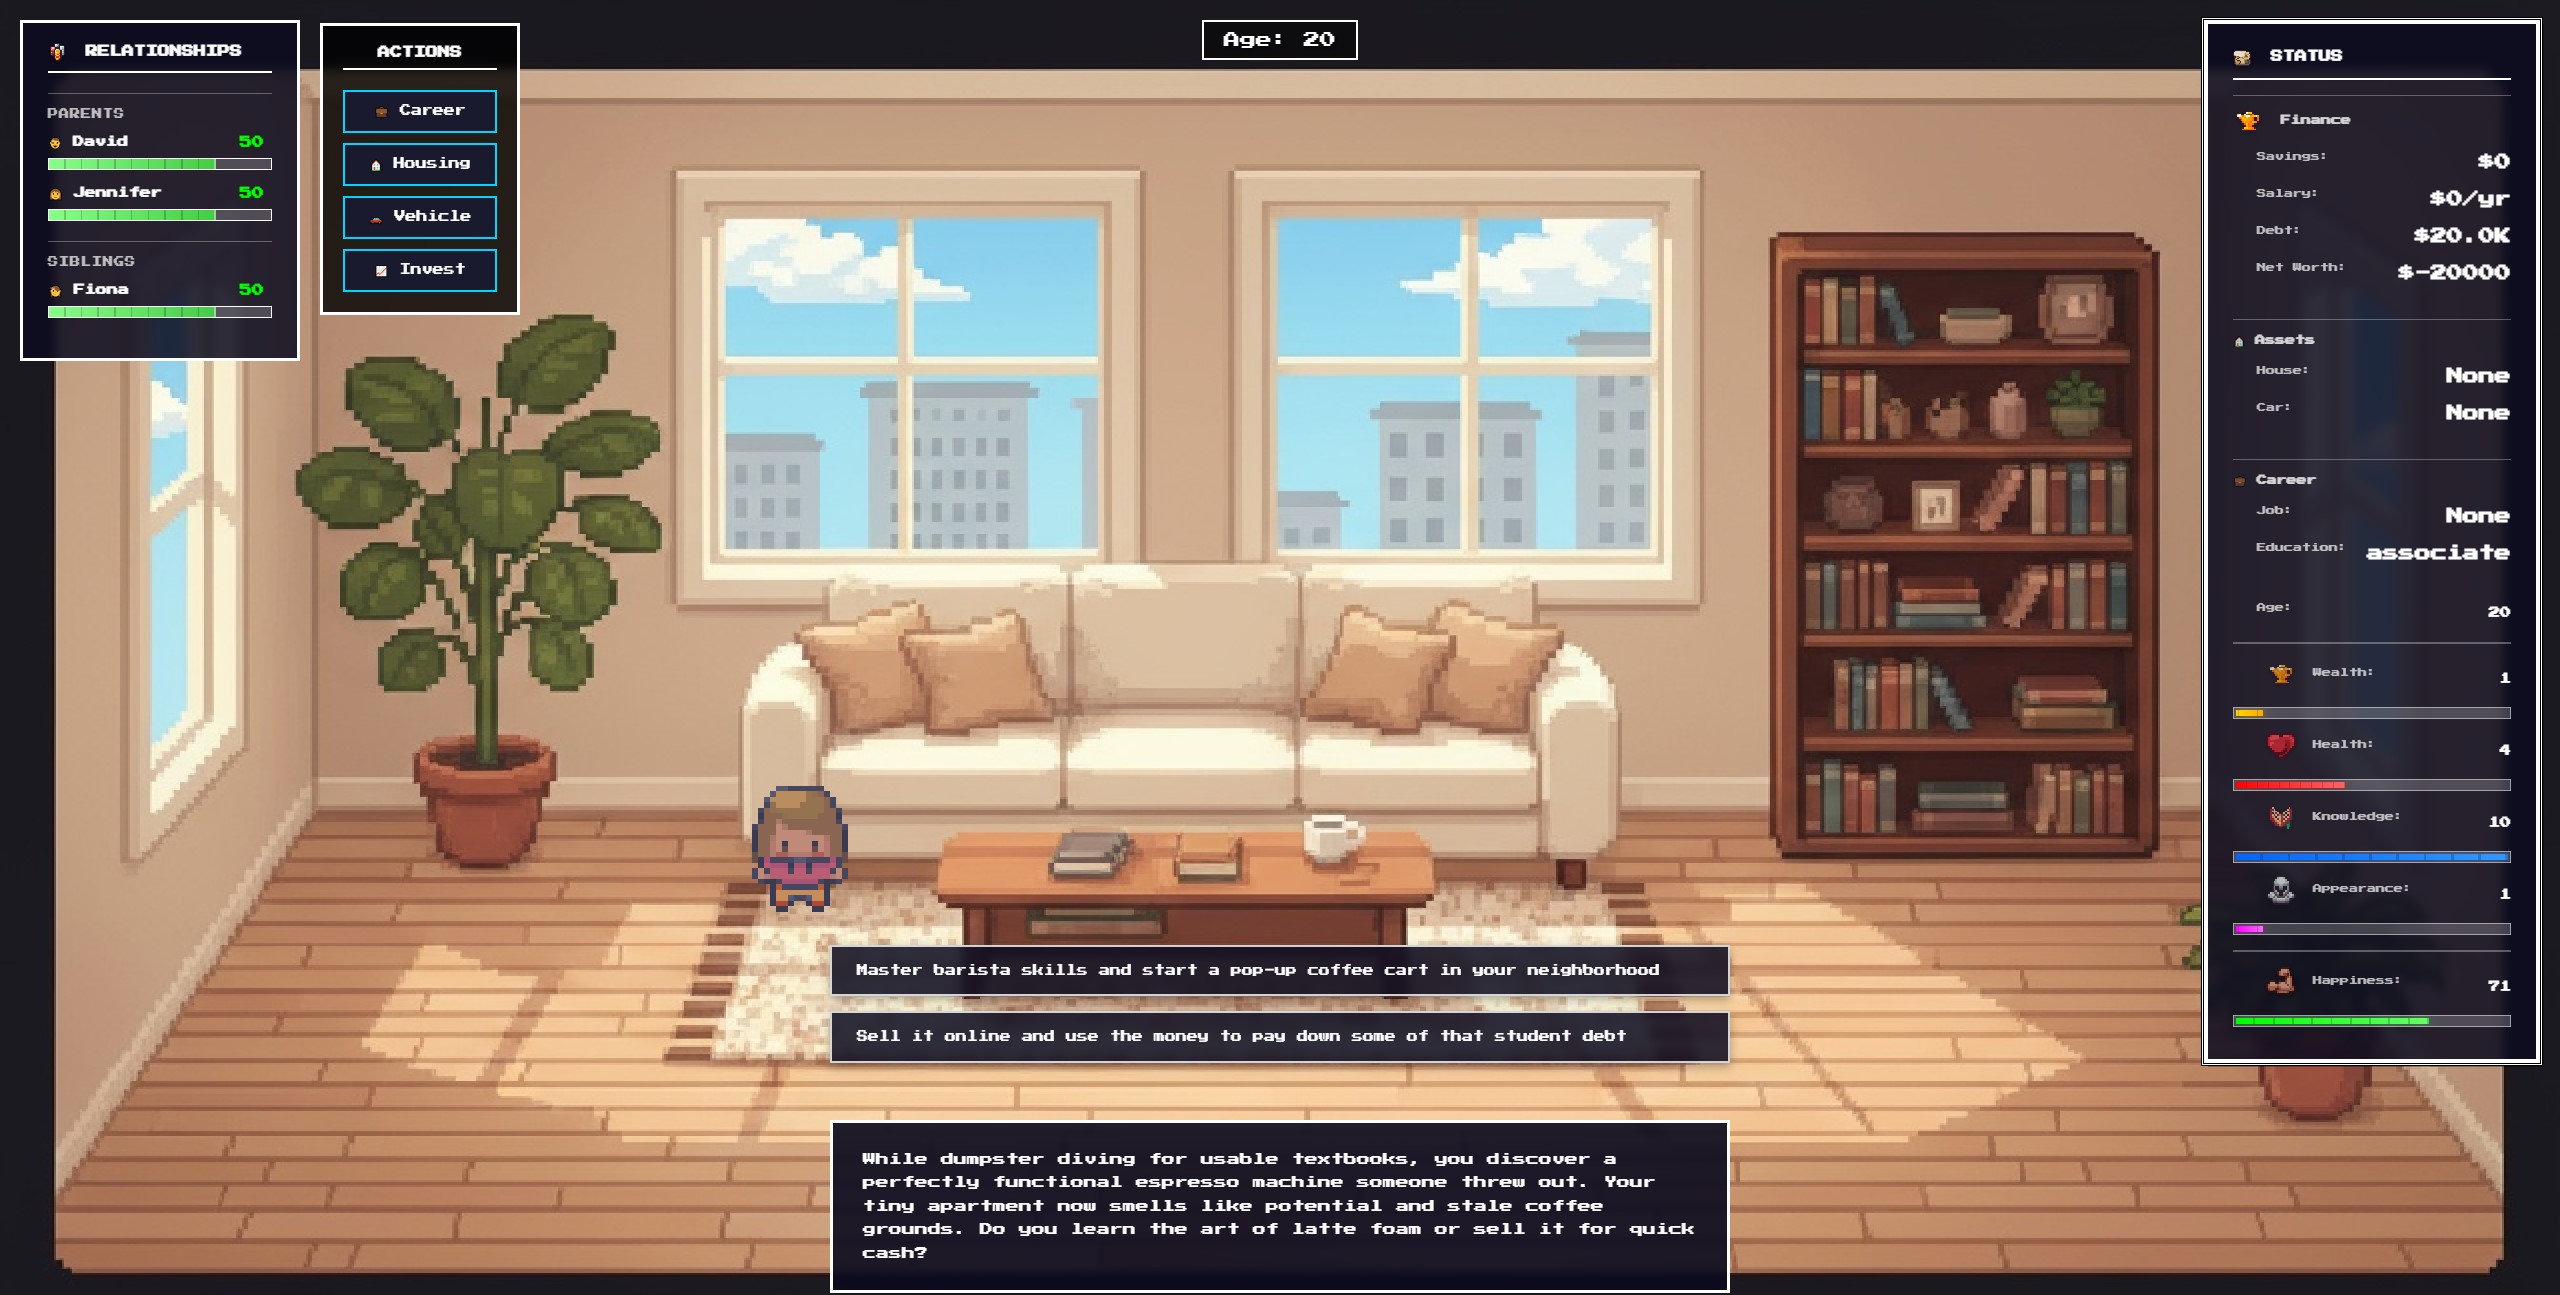 RELATIONSHIPS
PARENTS
David 50
Jennifer 50
SIBLINGS
Fiona 50
ACTIONS
Career
Housing
Vehicle
Invest
Age: 20
STATUS
Finance
Savings: $0
Salary: $0/yr
Debt: $20.0K
Net Worth: $-20000
Assets
House: None
Car: None
Career
Job: None
Education: associate
Age: 20
Wealth: 1
Health: 4
Knowledge: 10
Appearance: 1
Happiness: 71
Master barista skills and start a pop-up coffee cart in your neighborhood
Sell it online and use the money to pay down some of that student debt
While dumpster diving for usable textbooks, you discover a
perfectly functional espresso machine someone threw out. Your
tiny apartment now smells like potential and stale coffee
grounds. Do you learn the art of latte foam or sell it for quick
cash?